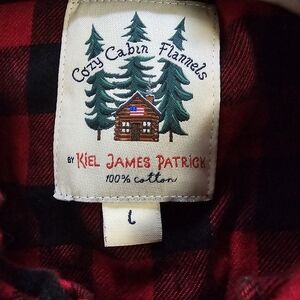 Cozy Cabin Flannels
BY KIEL JAMES PATRICK
100% cotton
L